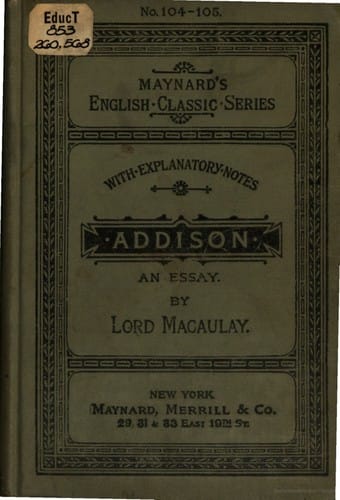 No. 104-105.
EducT
853
260,568
MAYNARD'S
ENGLISH·CLASSIC·SERIES
WITH·EXPLANATORY·NOTES
·ADDISON·
AN ESSAY.
BY
LORD MACAULAY.
NEW YORK
MAYNARD, MERRILL & Co.
29, 31 & 33 EAST 19TH ST.